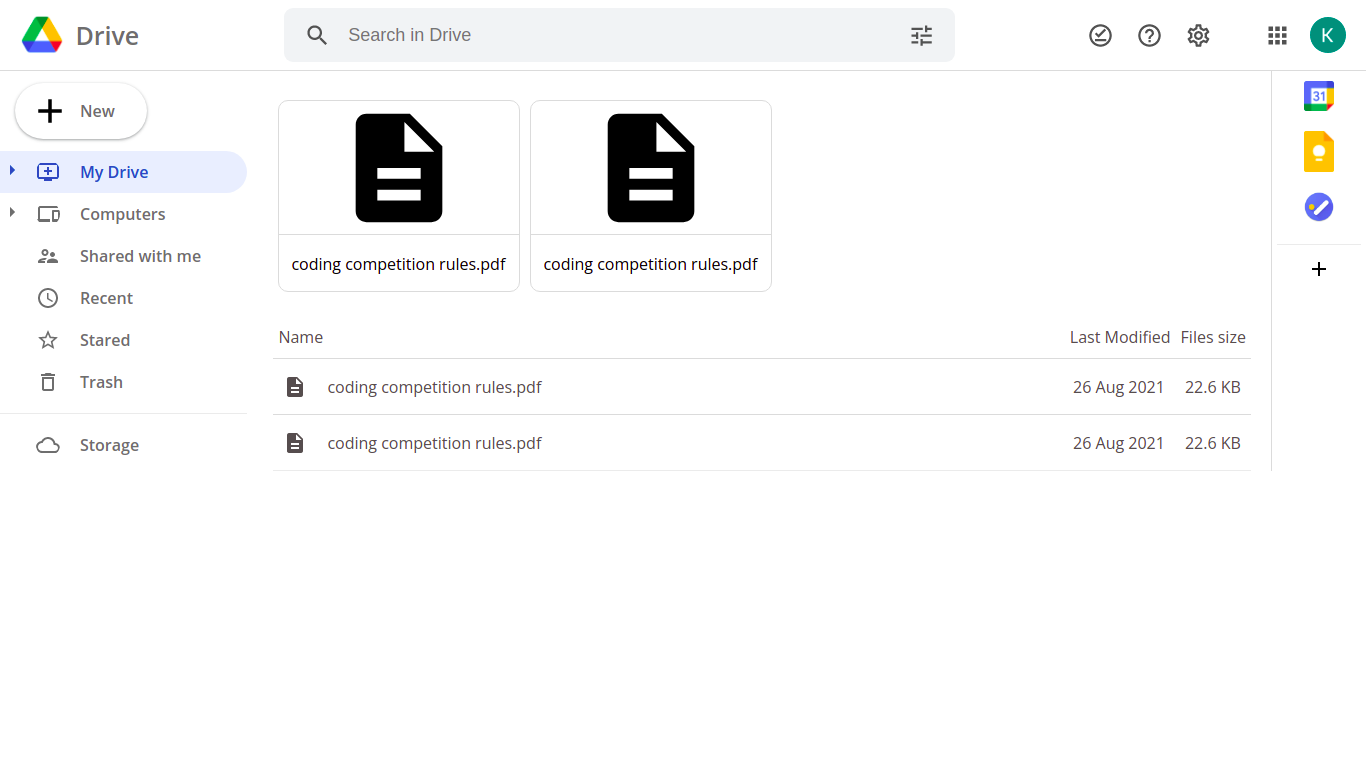 Drive
Search in Drive
K
New
My Drive
Computers
Shared with me
Recent
Stared
Trash
Storage
coding competition rules.pdf
coding competition rules.pdf
Name Last Modified Files size
coding competition rules.pdf 26 Aug 2021 22.6 KB
coding competition rules.pdf 26 Aug 2021 22.6 KB
31